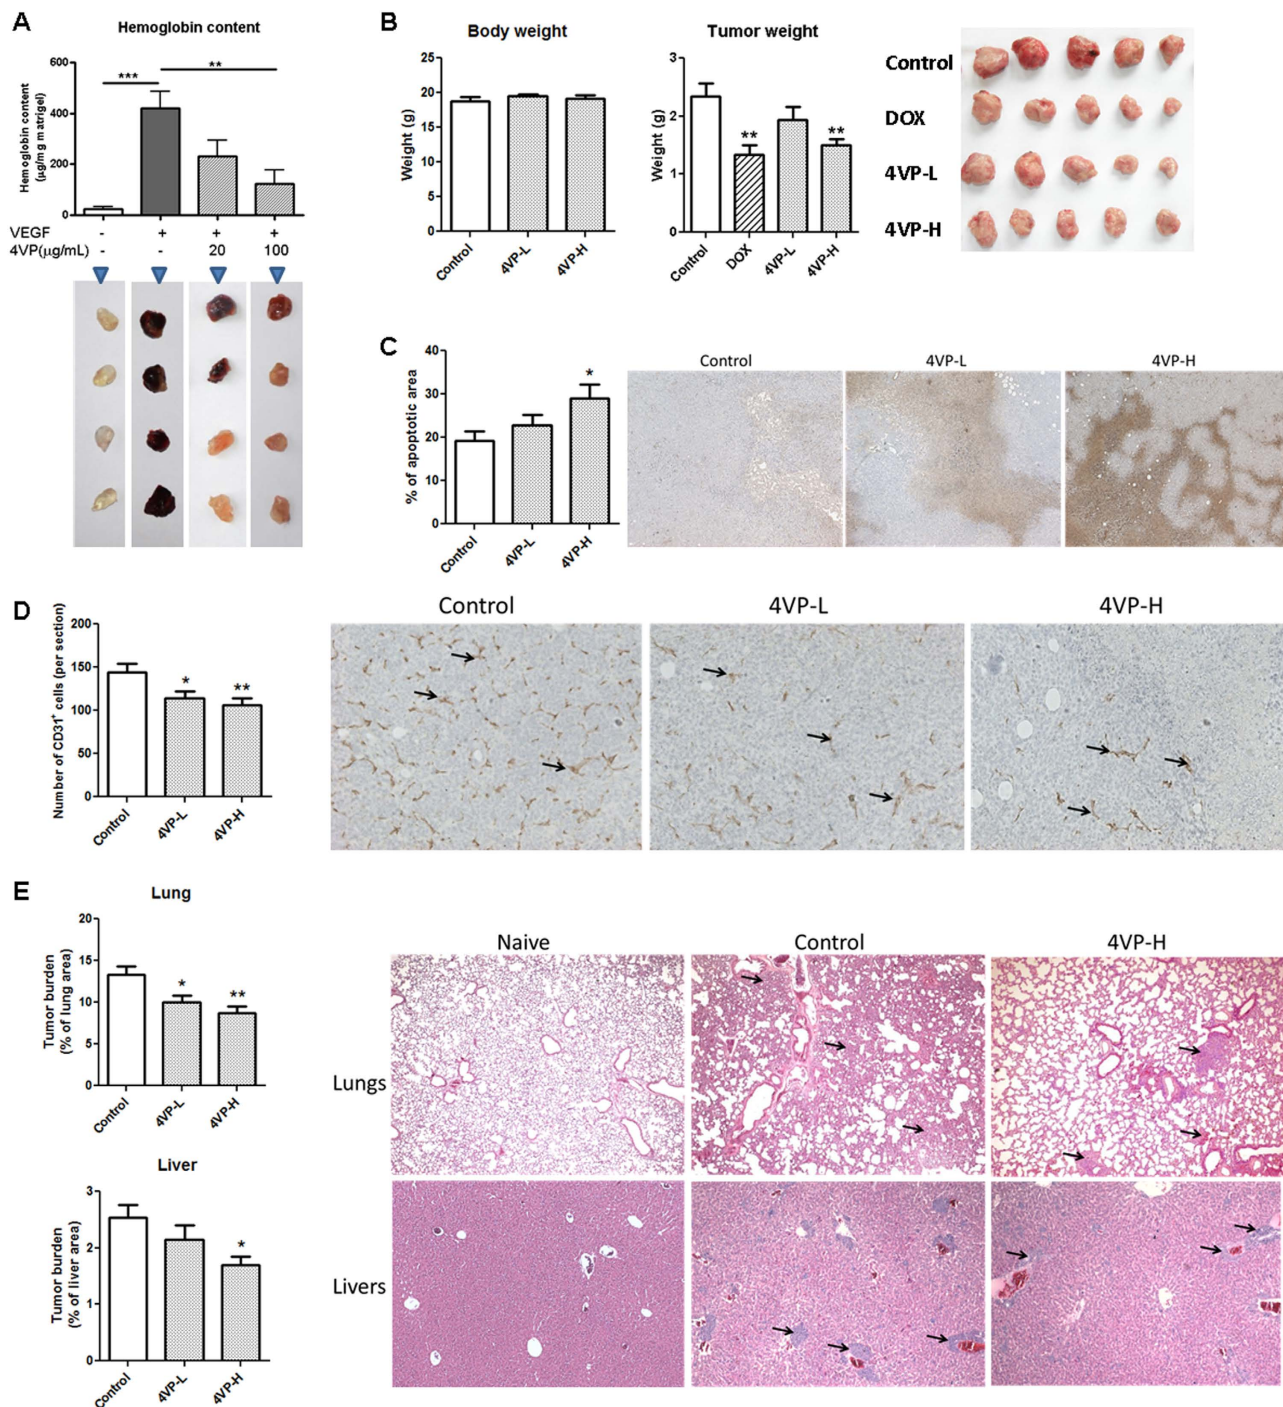 A
Hemoglobin content
Hemoglobin content
(µg/mg matrigel)
600
400
200
0
***
**
VEGF - + + +
4VP(µg/mL) - - 20 100
B
Body weight
Weight (g)
25
20
15
10
5
0
Control
4VP-L
4VP-H
Tumor weight
Weight (g)
3
2
1
0
**
**
Control
DOX
4VP-L
4VP-H
Control
DOX
4VP-L
4VP-H
C
% of apoptotic area
40
30
20
10
0
*
Control
4VP-L
4VP-H
Control
4VP-L
4VP-H
D
Number of CD31+ cells (per section)
200
150
100
50
0
*
**
Control
4VP-L
4VP-H
Control
4VP-L
4VP-H
E
Lung
Tumor burden
(% of lung area)
20
15
10
5
0
*
**
Control
4VP-L
4VP-H
Liver
Tumor burden
(% of liver area)
3
2
1
0
*
Control
4VP-L
4VP-H
Naive
Control
4VP-H
Lungs
Livers